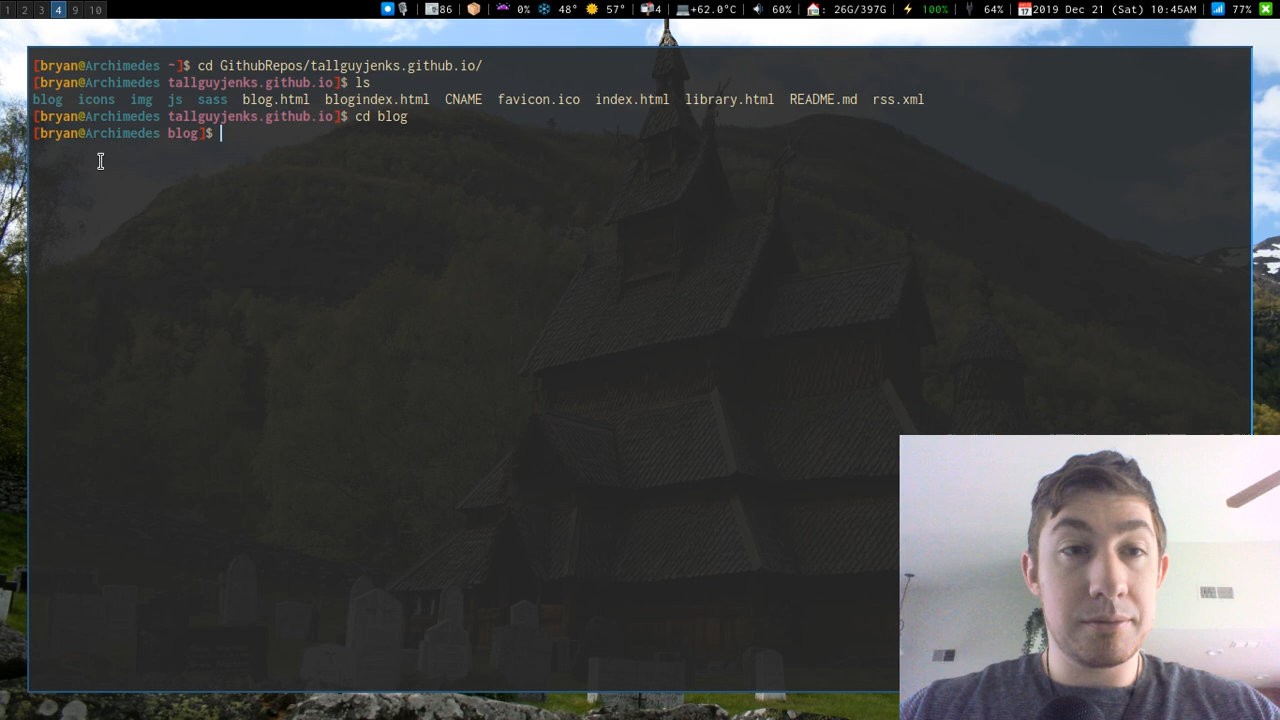 1 2 3 4 9 10 86 0% 48° 57° 4 +62.0°C 60% : 26G/397G 100% 64% 2019 Dec 21 (Sat) 10:45AM 77%
[bryan@Archimedes ~]$ cd GithubRepos/tallguyjenks.github.io/
[bryan@Archimedes tallguyjenks.github.io]$ ls
blog icons img js sass blog.html blogindex.html CNAME favicon.ico index.html library.html README.md rss.xml
[bryan@Archimedes tallguyjenks.github.io]$ cd blog
[bryan@Archimedes blog]$